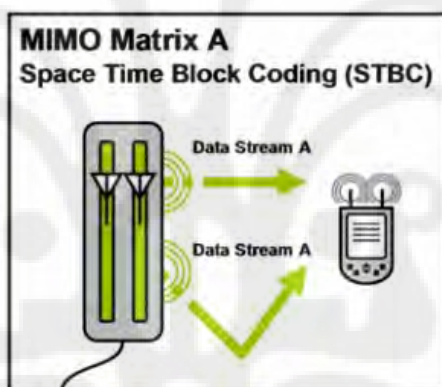 MIMO Matrix A
Space Time Block Coding (STBC)
Data Stream A
Data Stream A